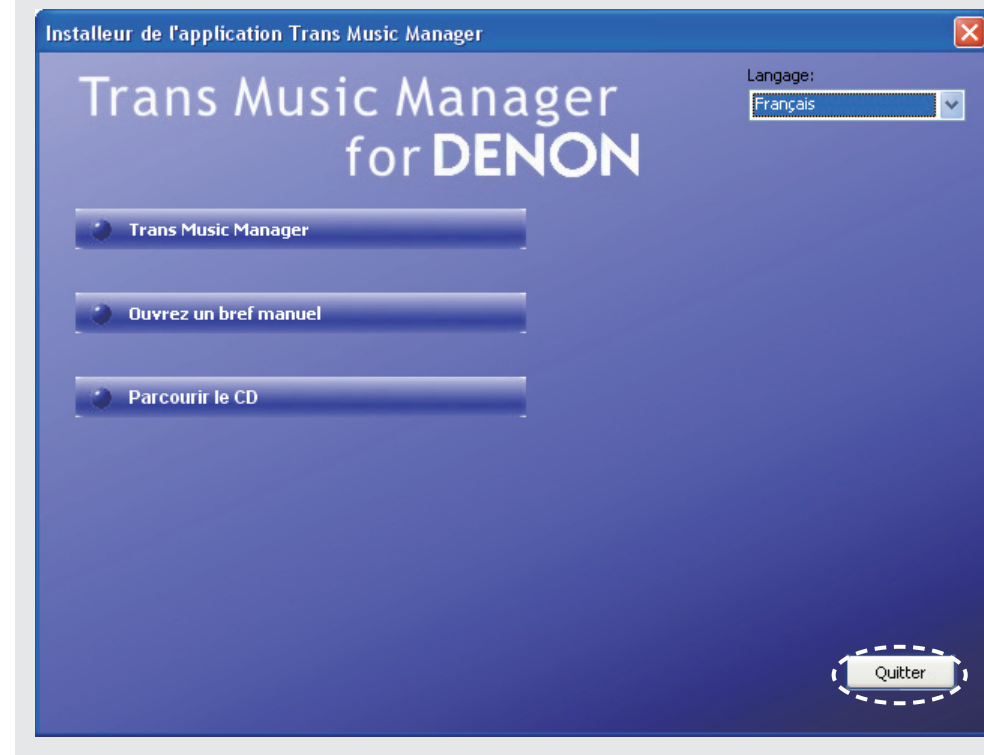 Installeur de l'application Trans Music Manager
Trans Music Manager
for DENON
Langage:
Français
Trans Music Manager
Ouvrez un bref manuel
Parcourir le CD
Quitter